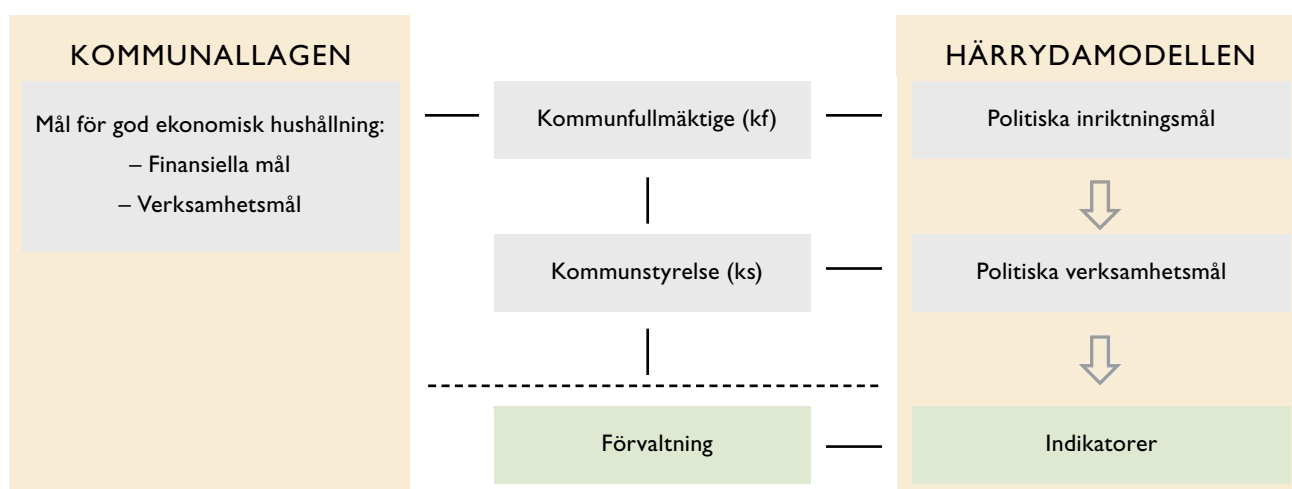 KOMMUNALLAGEN
Mål för god ekonomisk hushållning:
– Finansiella mål
– Verksamhetsmål
Kommunfullmäktige (kf)
Kommunstyrelse (ks)
Förvaltning
HÄRRYDAMODELLEN
Politiska inriktningsmål
Politiska verksamhetsmål
Indikatorer